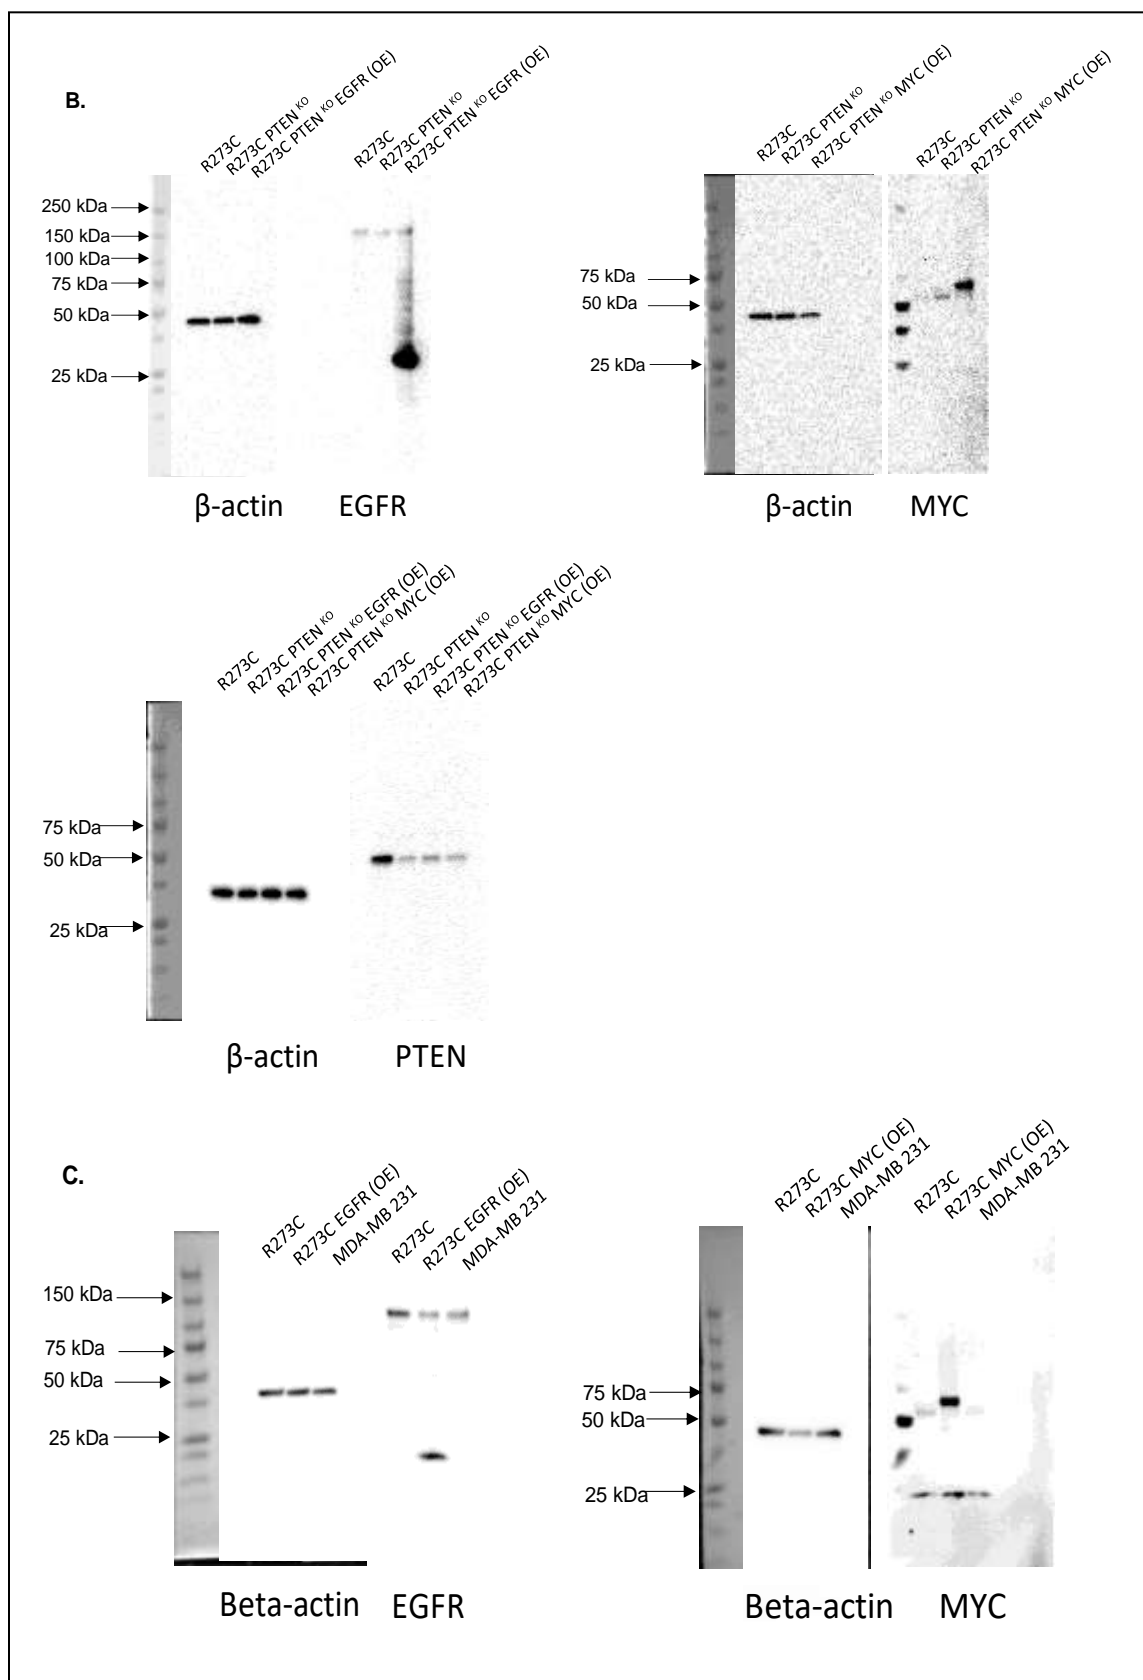 B.
R273C
R273C PTEN KO
R273C PTEN KO EGFR (OE)
R273C
R273C PTEN KO
R273C PTEN KO EGFR (OE)
250 kDa
150 kDa
100 kDa
75 kDa
50 kDa
25 kDa
β-actin
EGFR
R273C
R273C PTEN KO
R273C PTEN KO MYC (OE)
R273C
R273C PTEN KO
R273C PTEN KO MYC (OE)
75 kDa
50 kDa
25 kDa
β-actin
MYC
R273C
R273C PTEN KO
R273C PTEN KO EGFR (OE)
R273C PTEN KO MYC (OE)
R273C
R273C PTEN KO
R273C PTEN KO EGFR (OE)
R273C PTEN KO MYC (OE)
75 kDa
50 kDa
25 kDa
β-actin
PTEN
C.
R273C
R273C EGFR (OE)
MDA-MB 231
R273C
R273C EGFR (OE)
MDA-MB 231
150 kDa
75 kDa
50 kDa
25 kDa
Beta-actin
EGFR
R273C
R273C MYC (OE)
MDA-MB 231
R273C
R273C MYC (OE)
MDA-MB 231
75 kDa
50 kDa
25 kDa
Beta-actin
MYC